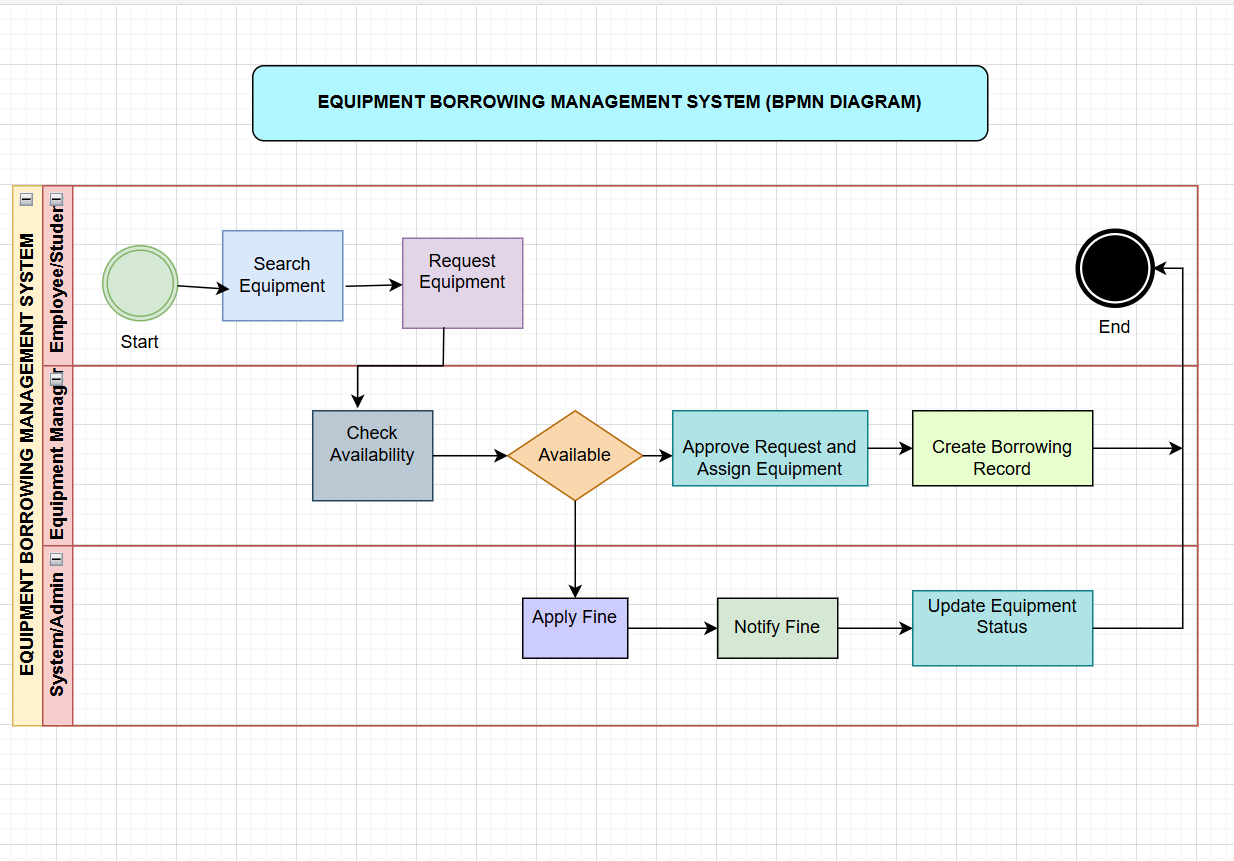 EQUIPMENT BORROWING MANAGEMENT SYSTEM (BPMN DIAGRAM)
EQUIPMENT BORROWING MANAGEMENT SYSTEM
Employee/Studer
Start
Search
Equipment
Request
Equipment
End
Equipment Manager
Check
Availability
Available
Approve Request and
Assign Equipment
Create Borrowing
Record
System/Admin
Apply Fine
Notify Fine
Update Equipment
Status